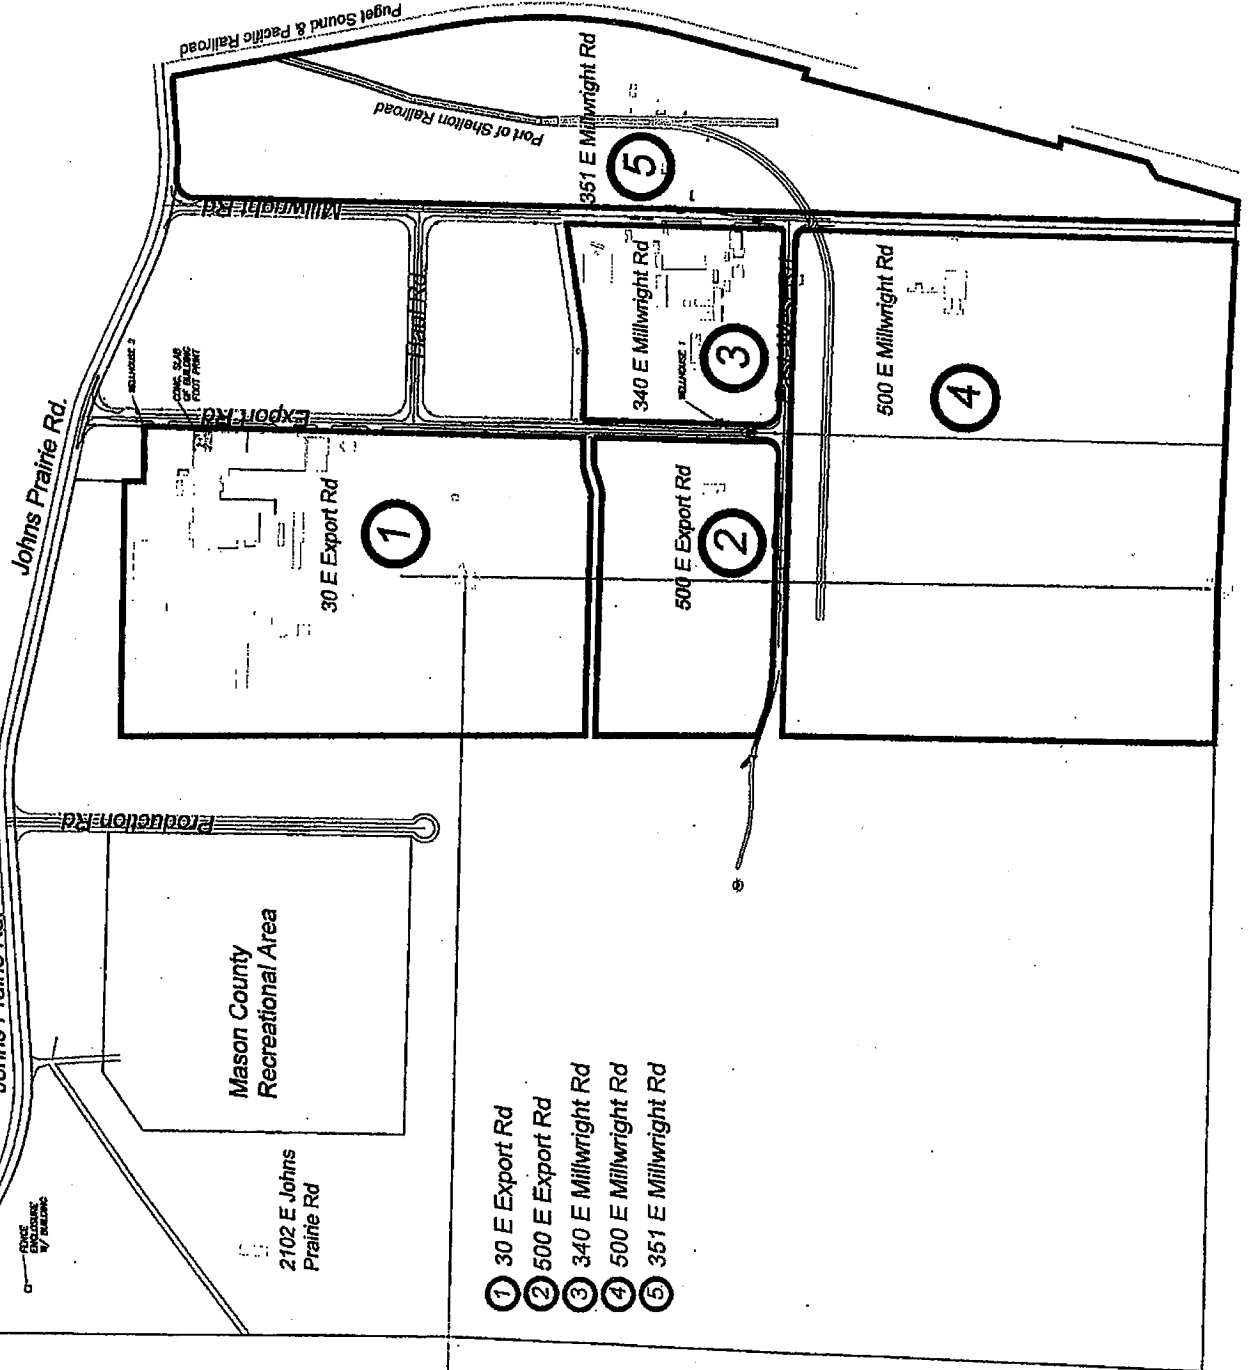 Puget Sound & Pacific Railroad
Port of Shelton Railroad
351 E Millwright Rd
5
Millwright Rd
Haul Rd
340 E Millwright Rd
3
WELLHOUSE 1
500 E Millwright Rd
4
WELLHOUSE 2
CONC. SLAB
OF BUILDING
FOOT PRINT
Export Rd
Johns Prairie Rd.
30 E Export Rd
1
500 E Export Rd
2
Production Rd.
Johns Prairie Rd.
Mason County
Recreational Area
2102 E Johns
Prairie Rd
FENCE
ENCLOSURE
W/ BUILDING
1 30 E Export Rd
2 500 E Export Rd
3 340 E Millwright Rd
4 500 E Millwright Rd
5 351 E Millwright Rd